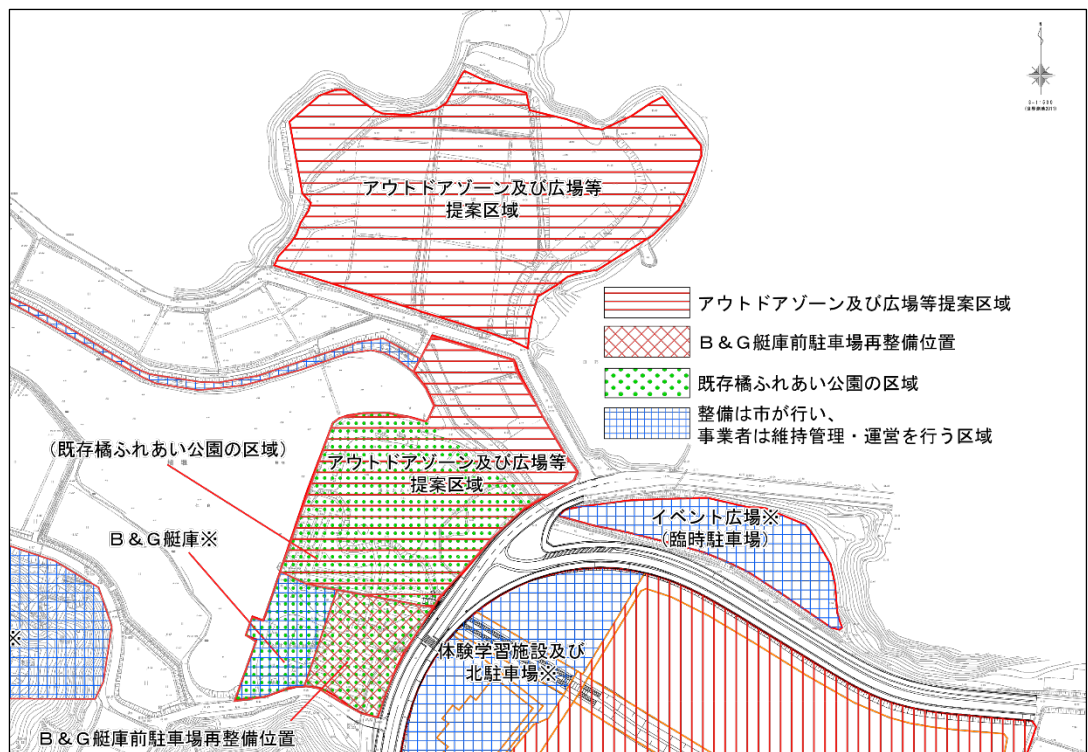 アウトドアゾーン及び広場等
提案区域
アウトドアゾーン及び広場等提案区域
B&G艇庫前駐車場再整備位置
既存橘ふれあい公園の区域
整備は市が行い、
事業者は維持管理・運営を行う区域
(既存橘ふれあい公園の区域)
アウトドアゾーン及び広場等
提案区域
B&G艇庫※
イベント広場※
(臨時駐車場)
※
体験学習施設及び
北駐車場※
B&G艇庫前駐車場再整備位置